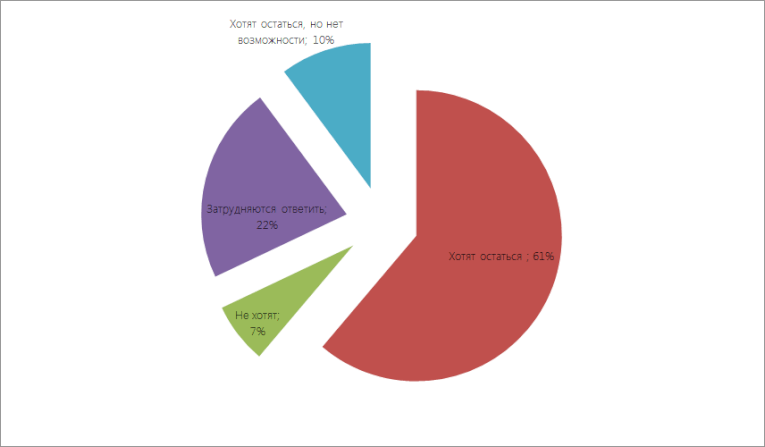 Хотят остаться, но нет
возможности; 10%
Затрудняются ответить;
22%
Хотят остаться ; 61%
Не хотят;
7%